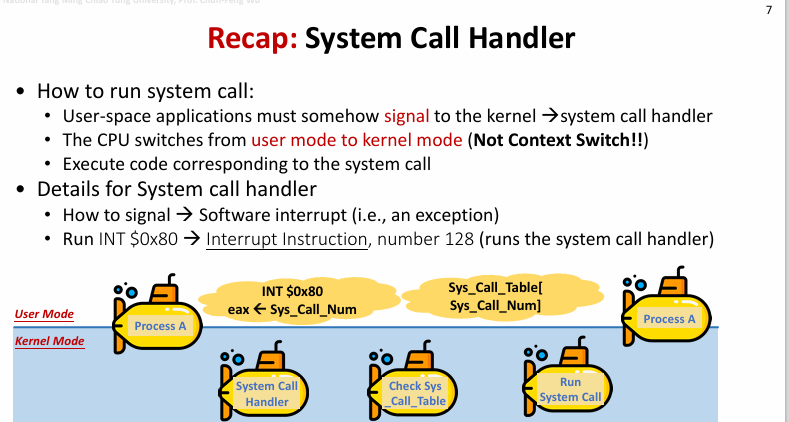 National Yang Ming Chiao Tung University, Prof. Chun-Feng Wu
7
Recap: System Call Handler
• How to run system call:
• User-space applications must somehow signal to the kernel →system call handler
• The CPU switches from user mode to kernel mode (Not Context Switch!!)
• Execute code corresponding to the system call
• Details for System call handler
• How to signal → Software interrupt (i.e., an exception)
• Run INT $0x80 → Interrupt Instruction, number 128 (runs the system call handler)
INT $0x80
eax ← Sys_Call_Num
Sys_Call_Table[
Sys_Call_Num]
User Mode
Process A
Process A
Kernel Mode
System Call
Handler
Check Sys
_Call_Table
Run
System Call